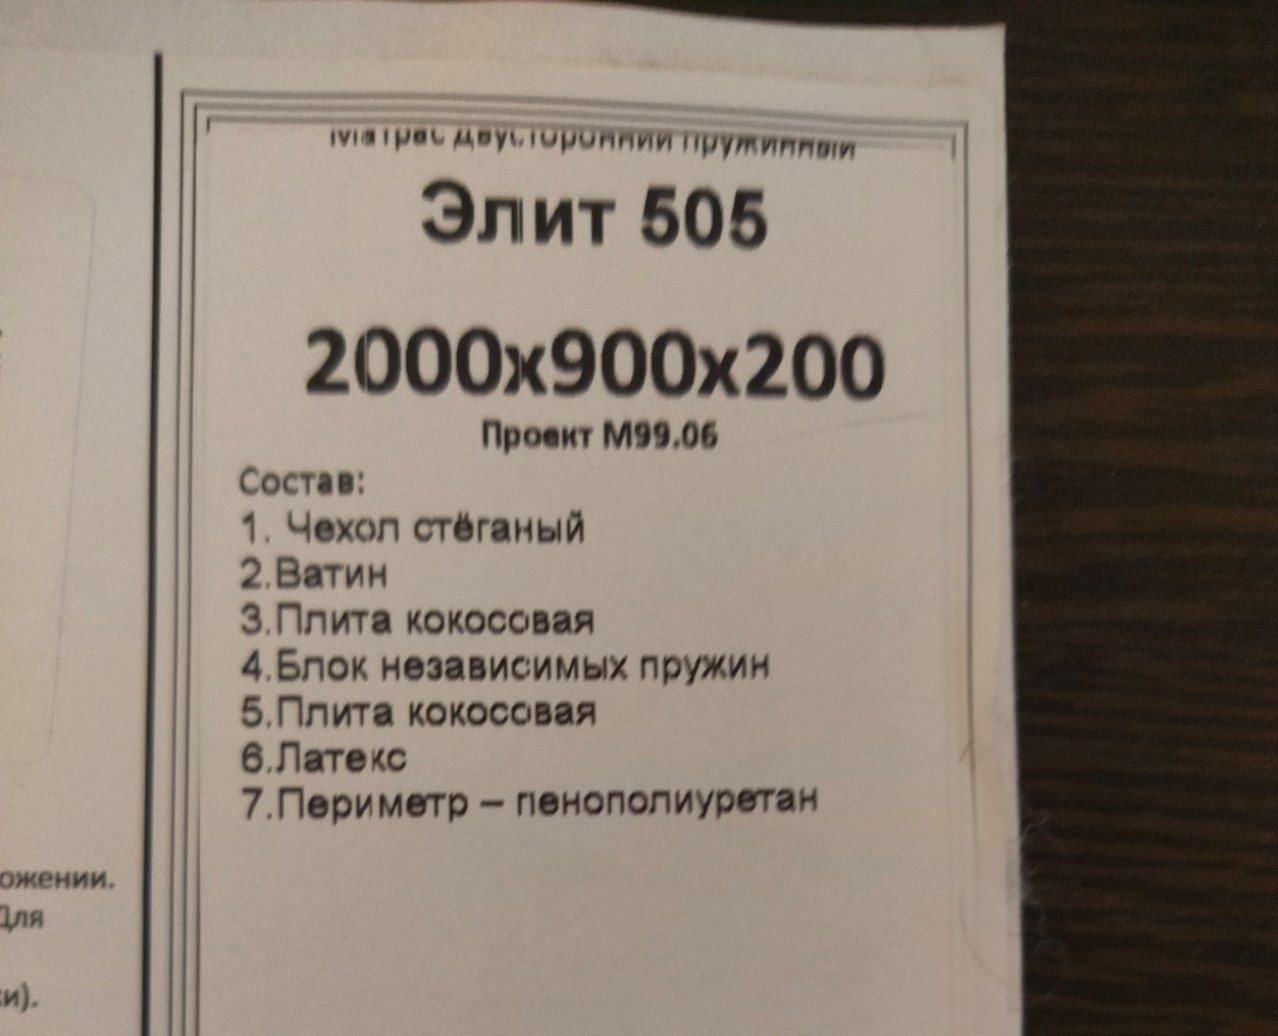 Матрас двусторонний пружинный
Элит 505
2000х900х200
Проект М99.06
Состав:
1. Чехол стёганый
2.Ватин
3.Плита кокосовая
4.Блок независимых пружин
5.Плита кокосовая
6.Латекс
7.Периметр – пенополиуретан
ожении.
Для
ки).